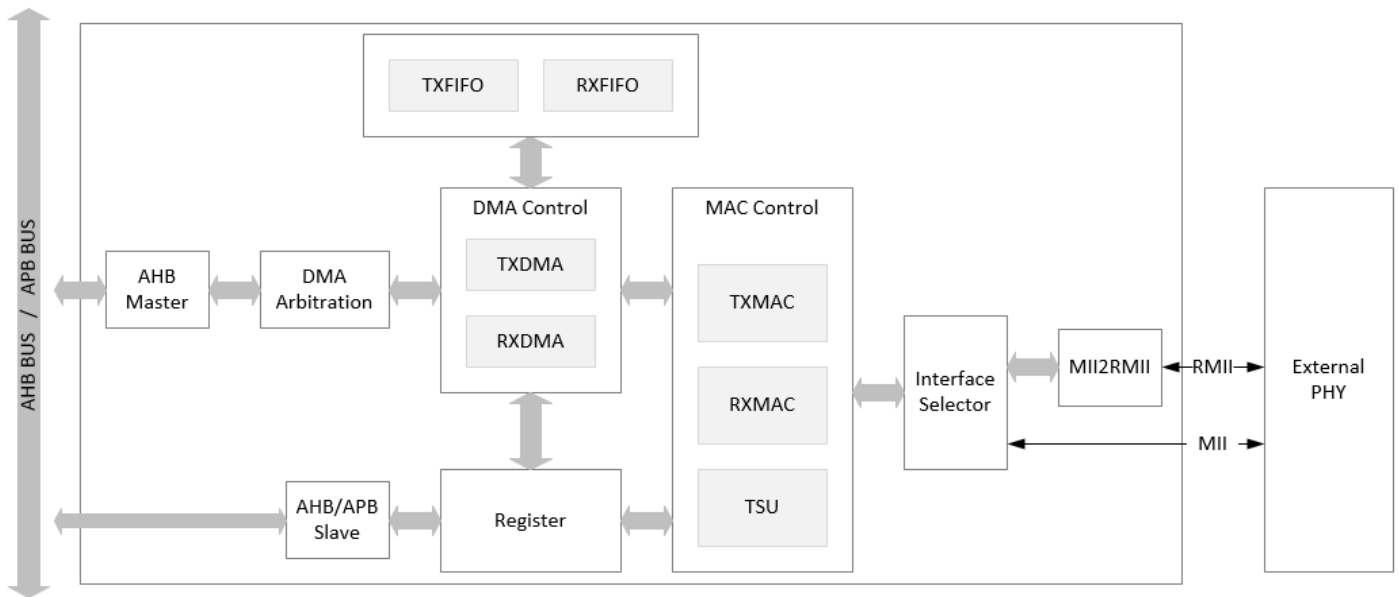 TXFIFO
RXFIFO
DMA Control
MAC Control
TXDMA
RXDMA
TXMAC
RXMAC
TSU
AHB BUS / APB BUS
AHB
Master
DMA
Arbitration
Interface
Selector
MII2RMII
RMII
MII
External
PHY
AHB/APB
Slave
Register